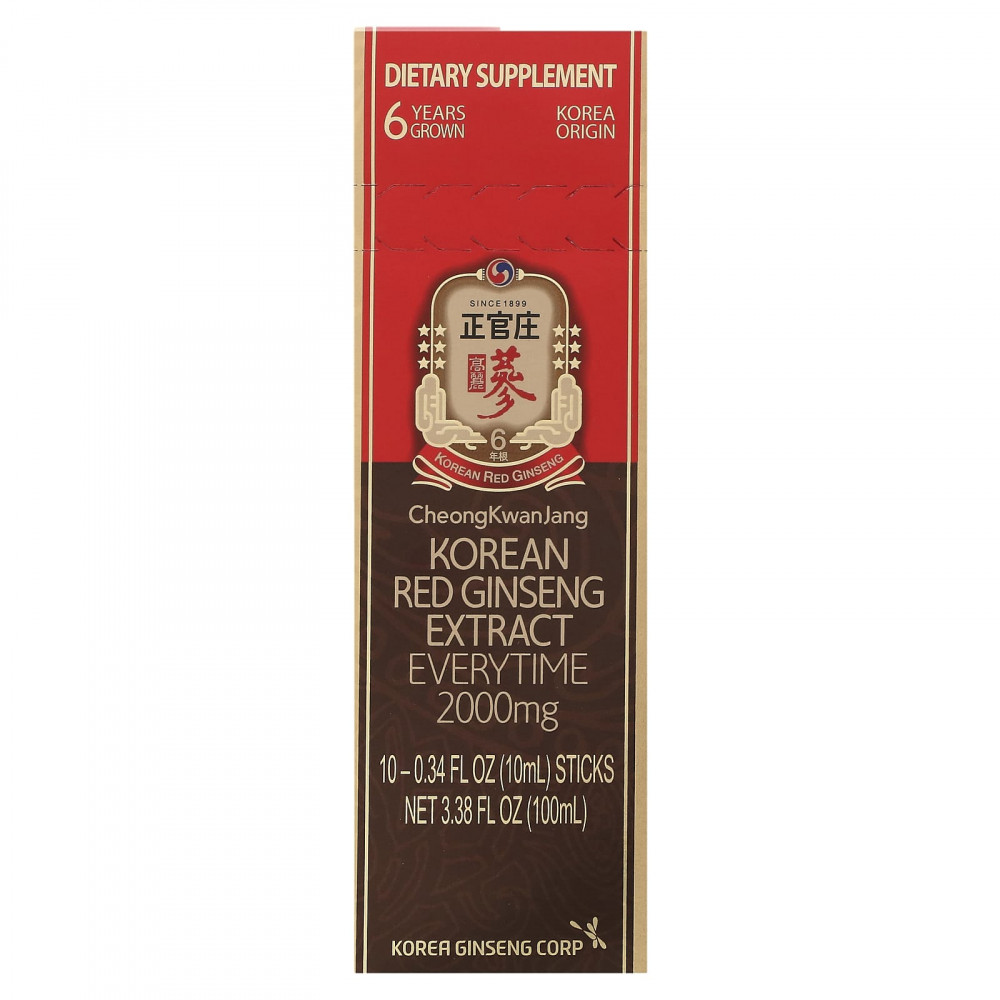 DIETARY SUPPLEMENT
6 YEARS GROWN
KOREA ORIGIN
SINCE 1899
正官庄
高麗
蔘
6
年根
KOREAN RED GINSENG
CheongKwanJang
KOREAN
RED GINSENG
EXTRACT
EVERYTIME
2000mg
10 – 0.34 FL OZ (10mL) STICKS
NET 3.38 FL OZ (100mL)
KOREA GINSENG CORP